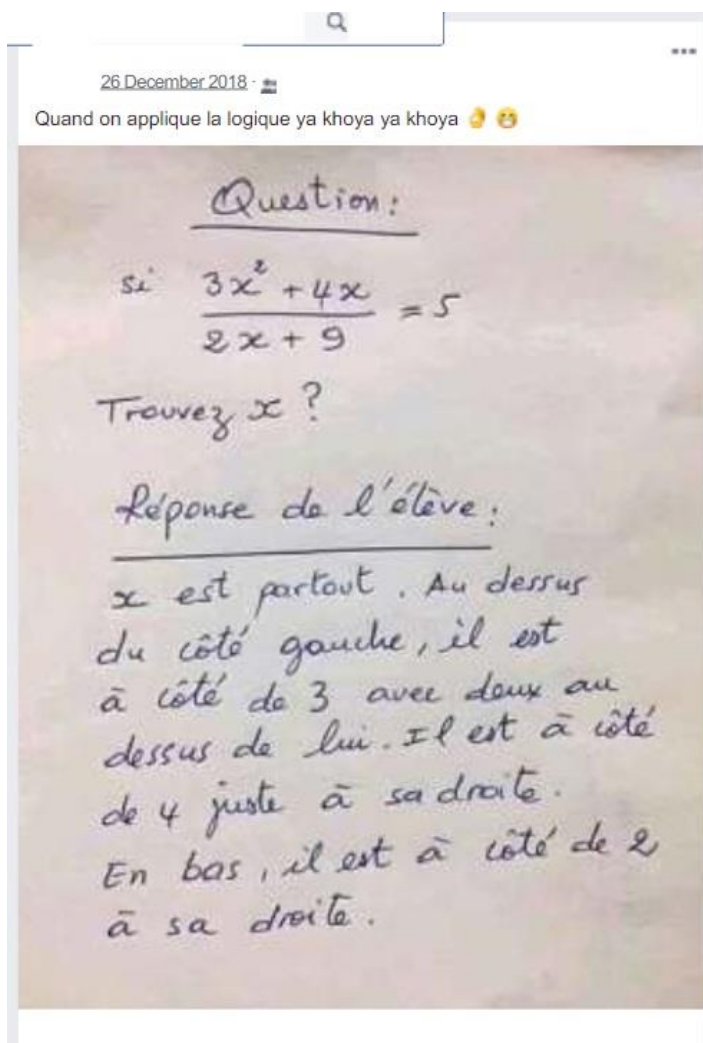 26 December 2018
Quand on applique la logique ya khoya ya khoya 👌 😁
Question:
si 3x² + 4x
2x + 9
= 5
Trouvez x ?
Réponse de l'élève :
x est partout. Au dessus
du côté gauche, il est
à côté de 3 avec deux au
dessus de lui. Il est à côté
de 4 juste à sa droite.
En bas, il est à côté de 2
à sa droite.